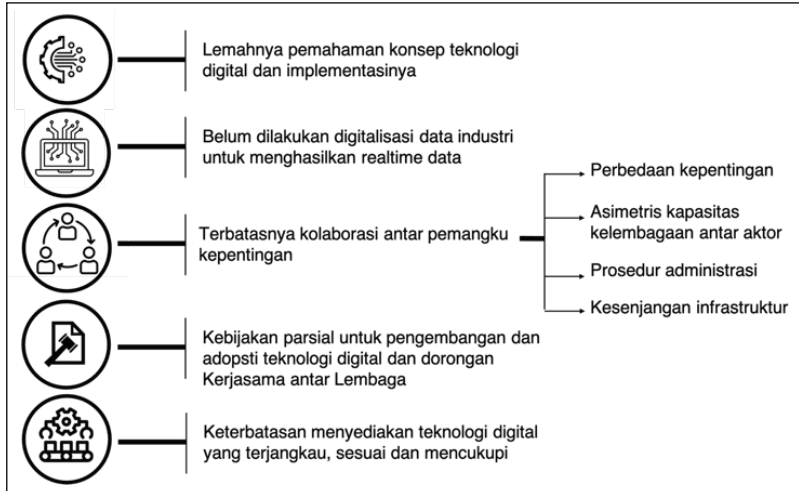 Lemahnya pemahaman konsep teknologi
digital dan implementasinya
Belum dilakukan digitalisasi data industri
untuk menghasilkan realtime data
Terbatasnya kolaborasi antar pemangku
kepentingan
Perbedaan kepentingan
Asimetris kapasitas
kelembagaan antar aktor
Prosedur administrasi
Kesenjangan infrastruktur
Kebijakan parsial untuk pengembangan dan
adopsti teknologi digital dan dorongan
Kerjasama antar Lembaga
Keterbatasan menyediakan teknologi digital
yang terjangkau, sesuai dan mencukupi